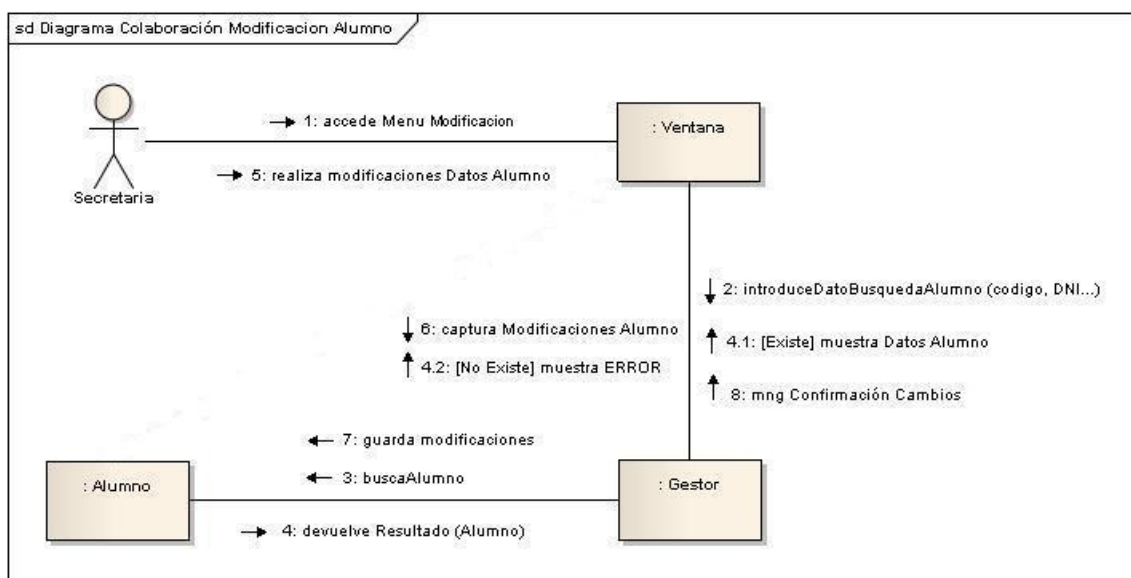 sd Diagrama Colaboración Modificacion Alumno
1: accede Menu Modificacion
: Ventana
5: realiza modificaciones Datos Alumno
Secretaria
2: introduceDatoBusquedaAlumno (codigo, DNI...)
6: captura Modificaciones Alumno
4.1: [Existe] muestra Datos Alumno
4.2: [No Existe] muestra ERROR
8: mng Confirmación Cambios
7: guarda modificaciones
: Alumno
3: buscaAlumno
: Gestor
4: devuelve Resultado (Alumno)